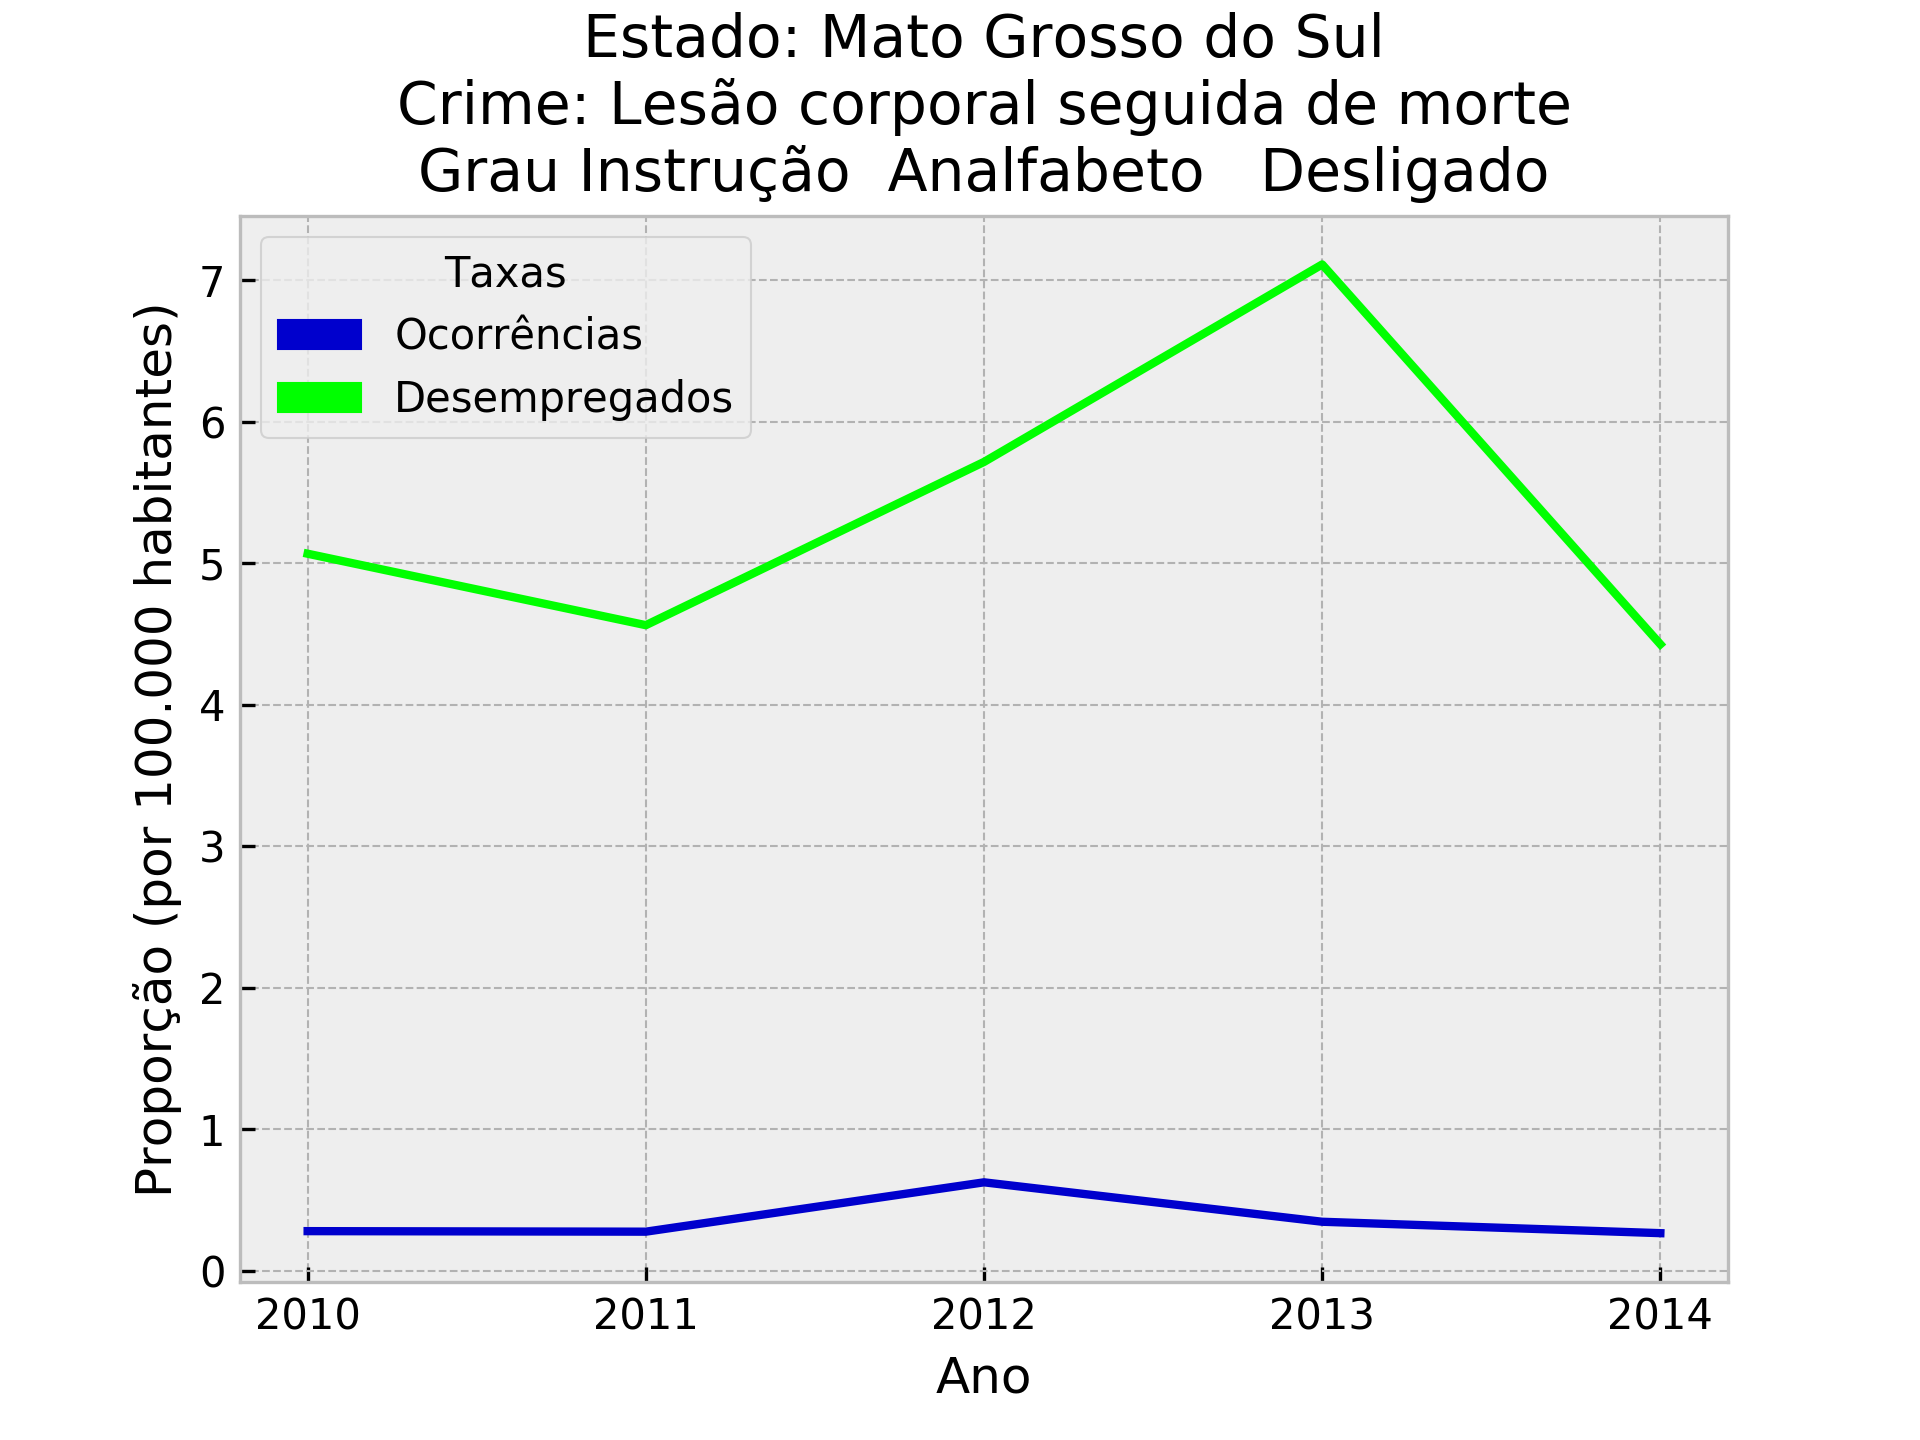 Estado: Mato Grosso do Sul
Crime: Lesão corporal seguida de morte
Grau Instrução  Analfabeto   Desligado
Taxas
Ocorrências
Desempregados
Proporção (por 100.000 habitantes)
7
6
5
4
3
2
1
0
2010 2011 2012 2013 2014
Ano